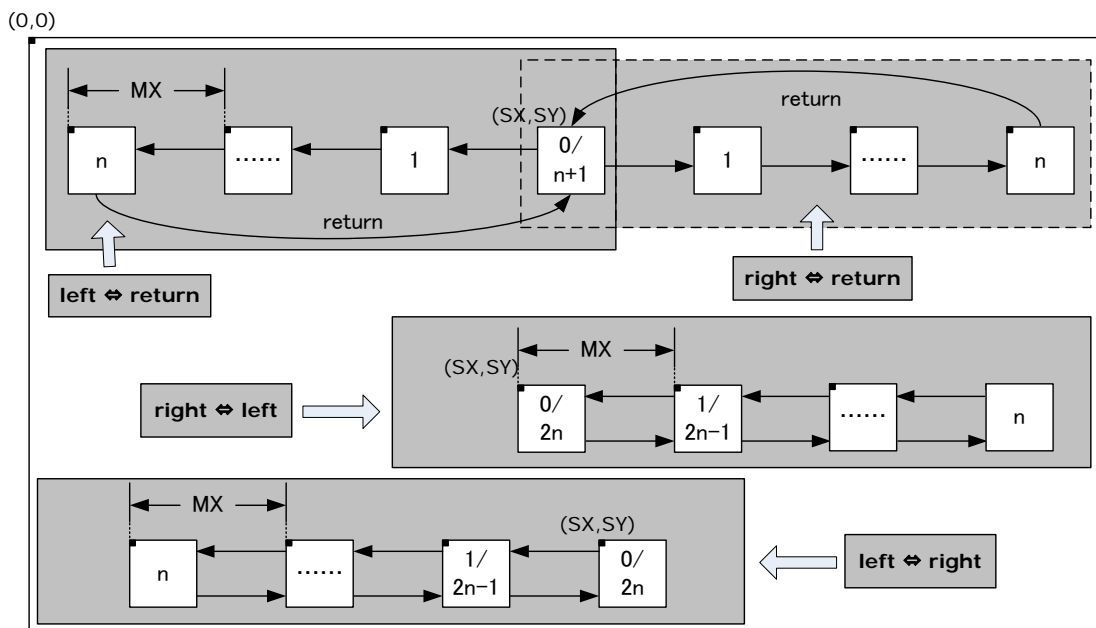 (0,0)
MX
return
(SX,SY)
n
......
1
0/
n+1
1
......
n
return
left ⇔ return
right ⇔ return
MX
(SX,SY)
right ⇔ left
0/
2n
1/
2n-1
......
n
MX
(SX,SY)
n
......
1/
2n-1
0/
2n
left ⇔ right